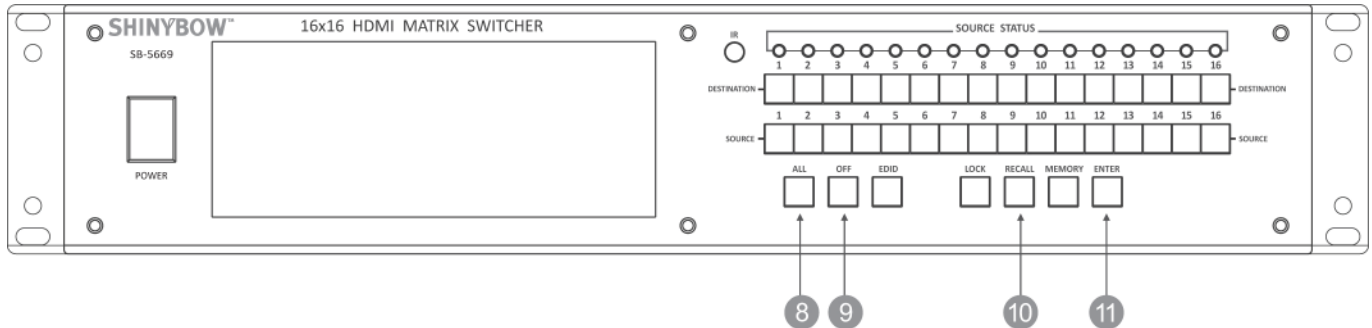 SHINYBOW™ 16x16 HDMI MATRIX SWITCHER
SB-5669
POWER
IR
SOURCE STATUS
1 2 3 4 5 6 7 8 9 10 11 12 13 14 15 16
DESTINATION DESTINATION
1 2 3 4 5 6 7 8 9 10 11 12 13 14 15 16
SOURCE SOURCE
ALL OFF EDID LOCK RECALL MEMORY ENTER
8 9 10 11